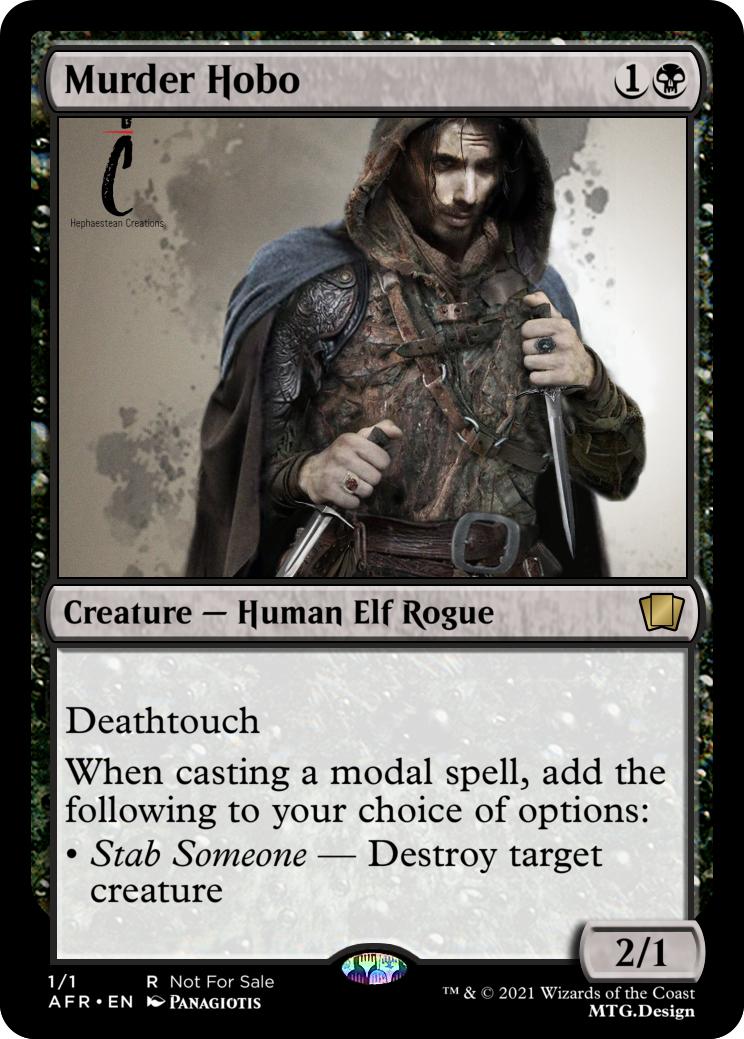 Murder Hobo 1
Hephaestean Creations
Creature — Human Elf Rogue
Deathtouch
When casting a modal spell, add the
following to your choice of options:
• Stab Someone — Destroy target
creature
2/1
1/1 R Not For Sale
AFR • EN PANAGIOTIS
™ & © 2021 Wizards of the Coast
MTG.Design